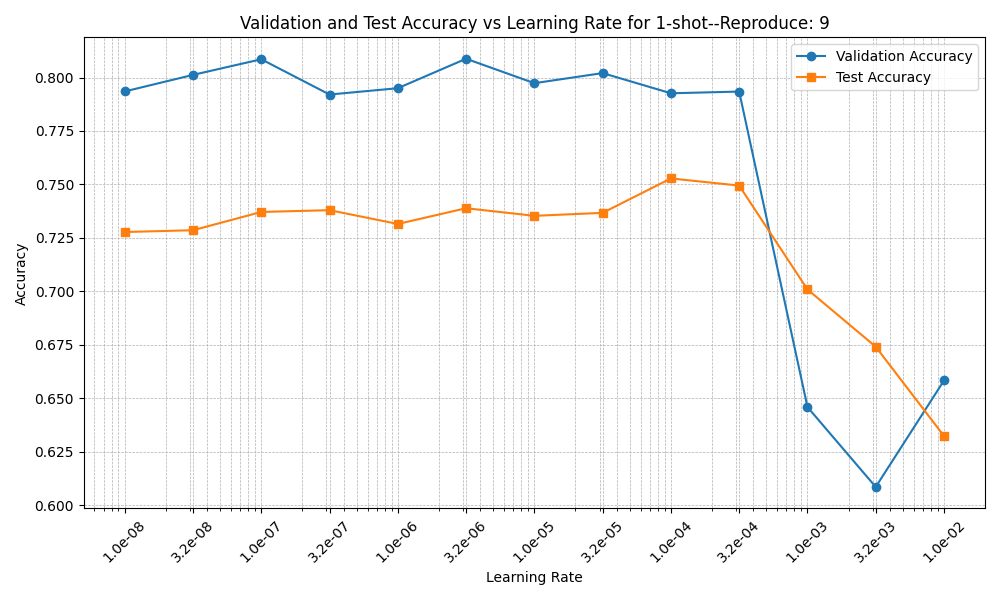 Validation and Test Accuracy vs Learning Rate for 1-shot--Reproduce: 9
Validation Accuracy
Test Accuracy
Accuracy
0.800
0.775
0.750
0.725
0.700
0.675
0.650
0.625
0.600
1.0e-08
3.2e-08
1.0e-07
3.2e-07
1.0e-06
3.2e-06
1.0e-05
3.2e-05
1.0e-04
3.2e-04
1.0e-03
3.2e-03
1.0e-02
Learning Rate